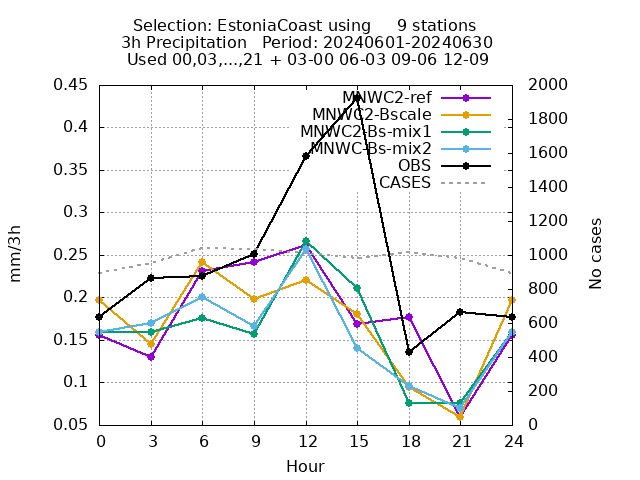 Selection: EstoniaCoast using     9 stations
3h Precipitation   Period: 20240601-20240630
Used 00,03,...,21 + 03-00 06-03 09-06 12-09
MNWC2-ref
MNWC2-Bscale
MNWC2-Bs-mix1
MNWC-Bs-mix2
OBS
CASES
0.45
0.4
0.35
0.3
0.25
0.2
0.15
0.1
0.05
2000
1800
1600
1400
1200
1000
800
600
400
200
0
mm/3h
No cases
0 3 6 9 12 15 18 21 24
Hour